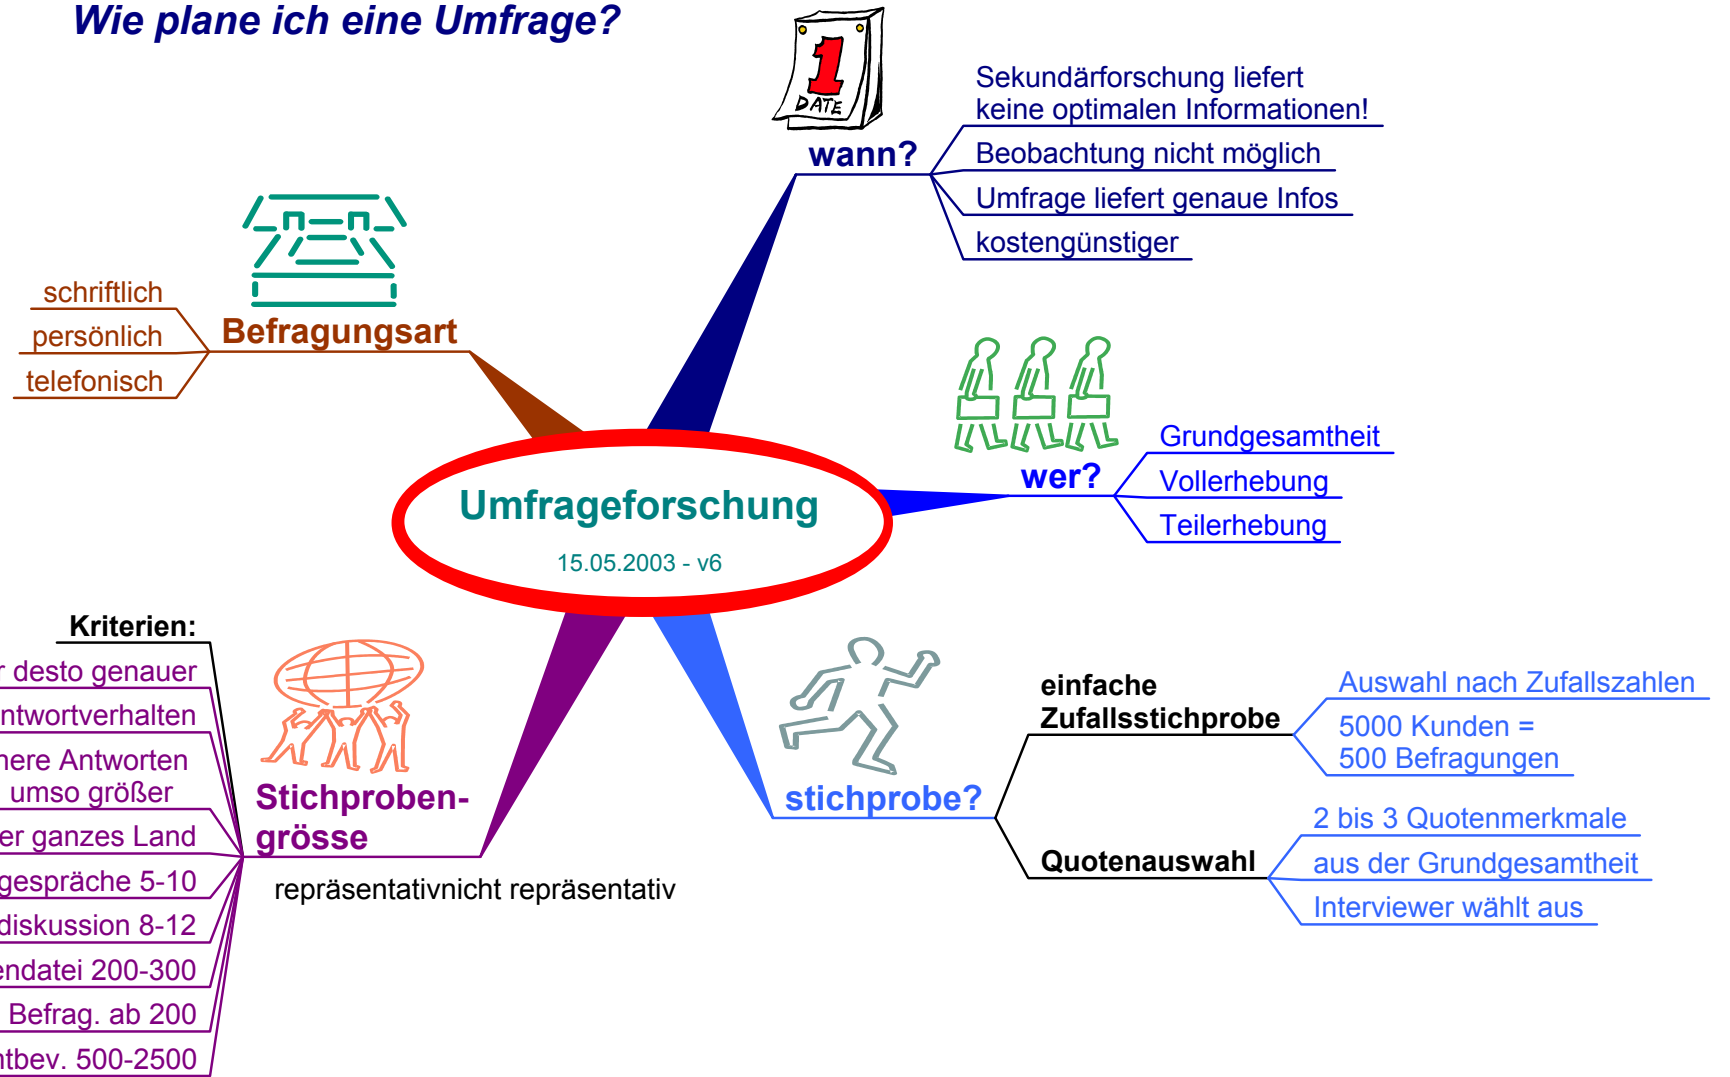 Wie plane ich eine Umfrage?
1
DATE
wann?
Sekundärforschung liefert
keine optimalen Informationen!
Beobachtung nicht möglich
Umfrage liefert genaue Infos
kostengünstiger
Befragungsart
schriftlich
persönlich
telefonisch
wer?
Grundgesamtheit
Vollerhebung
Teilerhebung
Umfrageforschung
15.05.2003 - v6
stichprobe?
einfache
Zufallsstichprobe
Auswahl nach Zufallszahlen
5000 Kunden =
500 Befragungen
Quotenauswahl
2 bis 3 Quotenmerkmale
aus der Grundgesamtheit
Interviewer wählt aus
Stichproben-
grösse
repräsentativnicht repräsentativ
Kriterien:
desto genauer
ntwortverhalten
Antworten
umso größer
ganzes Land
gespräche 5-10
diskussion 8-12
endatei 200-300
Befrag. ab 200
tbev. 500-2500